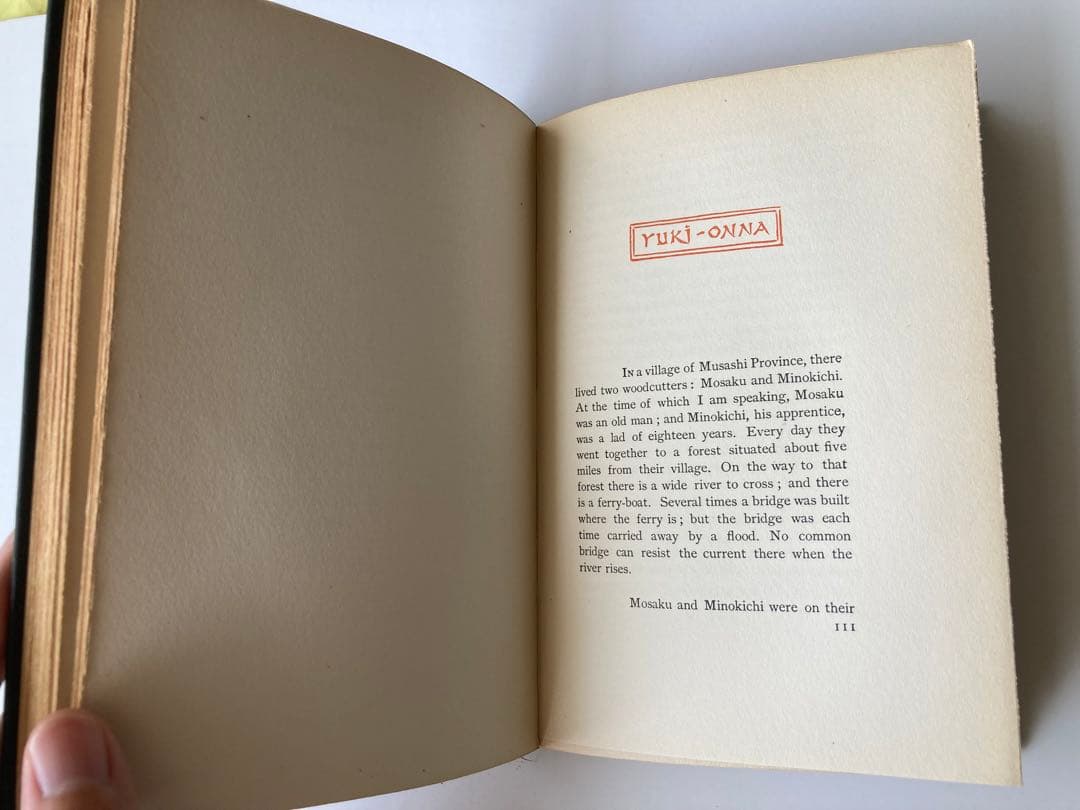 YUKI-ONNA
IN a village of Musashi Province, there
lived two woodcutters: Mosaku and Minokichi.
At the time of which I am speaking, Mosaku
was an old man; and Minokichi, his apprentice,
was a lad of eighteen years. Every day they
went together to a forest situated about five
miles from their village. On the way to that
forest there is a wide river to cross; and there
is a ferry-boat. Several times a bridge was built
where the ferry is; but the bridge was each
time carried away by a flood. No common
bridge can resist the current there when the
river rises.
Mosaku and Minokichi were on their
111